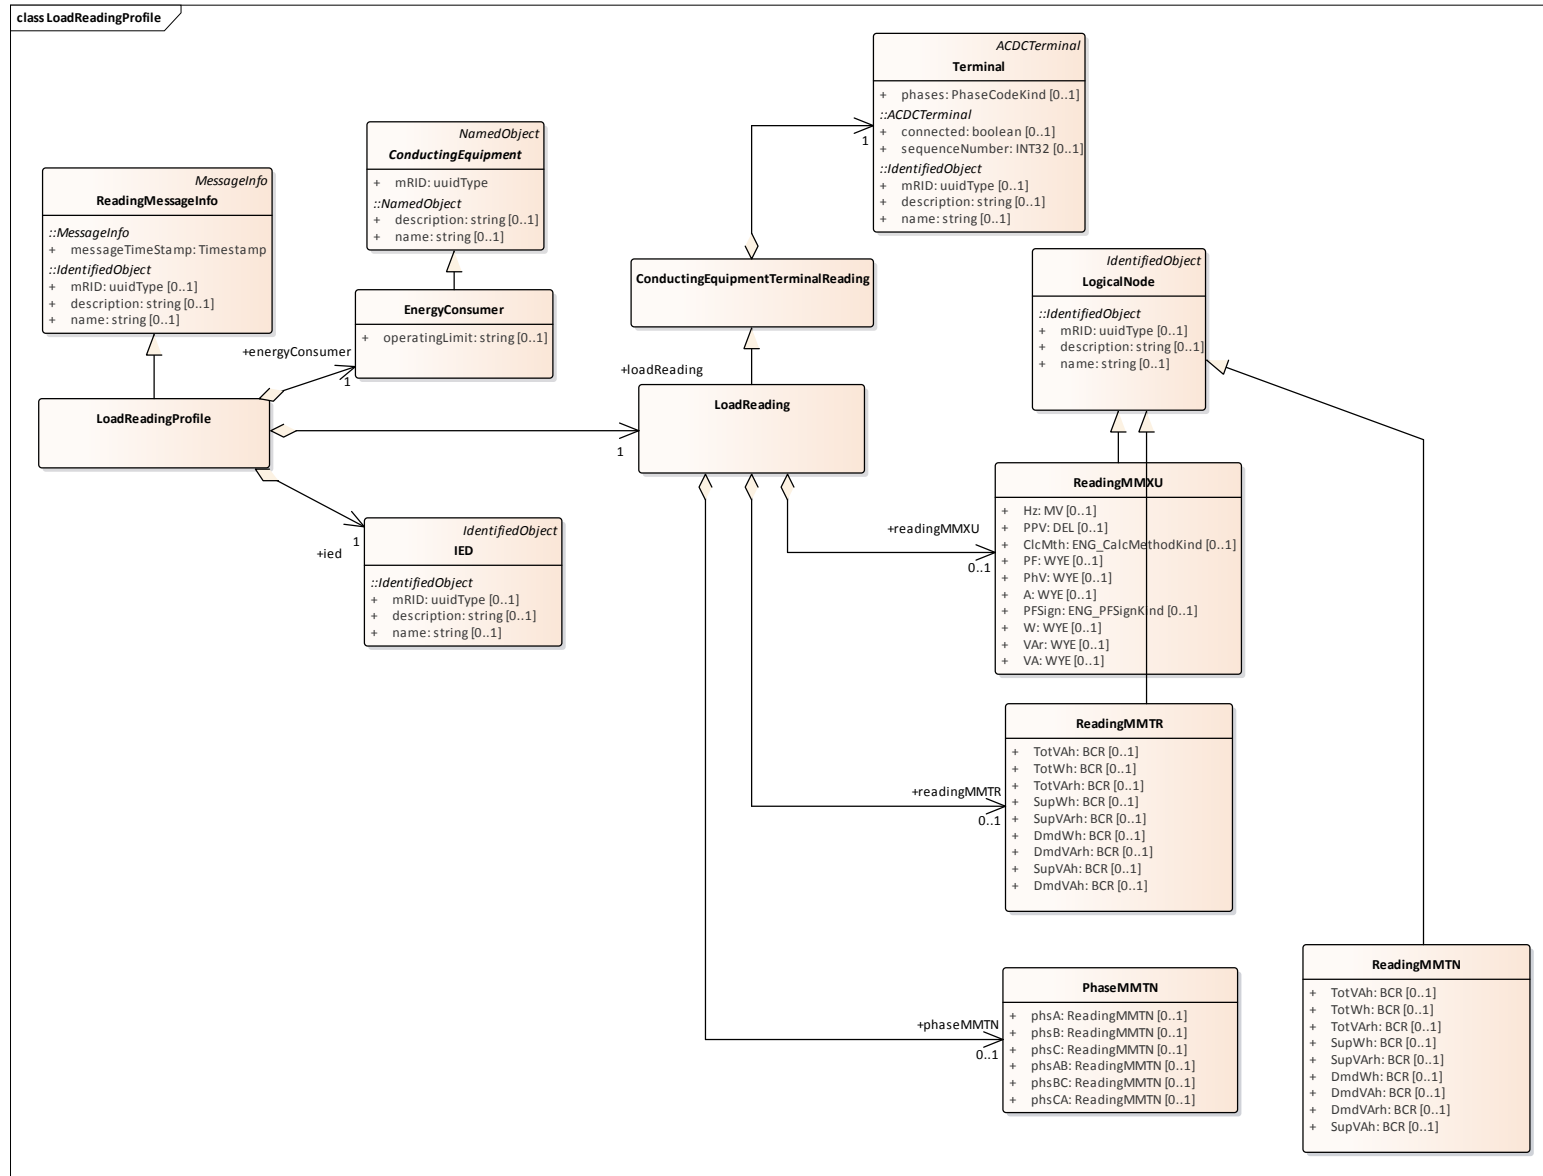 class LoadReadingProfile
ACDCTerminal
Terminal
+ phases: PhaseCodeKind [0..1]
::ACDCTerminal
+ connected: boolean [0..1]
+ sequenceNumber: INT32 [0..1]
::IdentifiedObject
+ mRID: uuidType [0..1]
+ description: string [0..1]
+ name: string [0..1]
1
NamedObject
ConductingEquipment
+ mRID: uuidType
::NamedObject
+ description: string [0..1]
+ name: string [0..1]
MessageInfo
ReadingMessageInfo
::MessageInfo
+ messageTimeStamp: Timestamp
::IdentifiedObject
+ mRID: uuidType [0..1]
+ description: string [0..1]
+ name: string [0..1]
EnergyConsumer
+ operatingLimit: string [0..1]
+energyConsumer
1
ConductingEquipmentTerminalReading
IdentifiedObject
LogicalNode
::IdentifiedObject
+ mRID: uuidType [0..1]
+ description: string [0..1]
+ name: string [0..1]
LoadReadingProfile
+loadReading
1
LoadReading
+ied
1
IdentifiedObject
IED
::IdentifiedObject
+ mRID: uuidType [0..1]
+ description: string [0..1]
+ name: string [0..1]
+readingMMXU
0..1
ReadingMMXU
+ Hz: MV [0..1]
+ PPV: DEL [0..1]
+ ClcMth: ENG_CalcMethodKind [0..1]
+ PF: WYE [0..1]
+ PhV: WYE [0..1]
+ A: WYE [0..1]
+ PFSign: ENG_PFSignKind [0..1]
+ W: WYE [0..1]
+ VAr: WYE [0..1]
+ VA: WYE [0..1]
+readingMMTR
0..1
ReadingMMTR
+ TotVAh: BCR [0..1]
+ TotWh: BCR [0..1]
+ TotVArh: BCR [0..1]
+ SupWh: BCR [0..1]
+ SupVArh: BCR [0..1]
+ DmdWh: BCR [0..1]
+ DmdVArh: BCR [0..1]
+ SupVAh: BCR [0..1]
+ DmdVAh: BCR [0..1]
+phaseMMTN
0..1
PhaseMMTN
+ phsA: ReadingMMTN [0..1]
+ phsB: ReadingMMTN [0..1]
+ phsC: ReadingMMTN [0..1]
+ phsAB: ReadingMMTN [0..1]
+ phsBC: ReadingMMTN [0..1]
+ phsCA: ReadingMMTN [0..1]
ReadingMMTN
+ TotVAh: BCR [0..1]
+ TotWh: BCR [0..1]
+ TotVArh: BCR [0..1]
+ SupWh: BCR [0..1]
+ SupVArh: BCR [0..1]
+ DmdWh: BCR [0..1]
+ DmdVAh: BCR [0..1]
+ DmdVArh: BCR [0..1]
+ SupVAh: BCR [0..1]